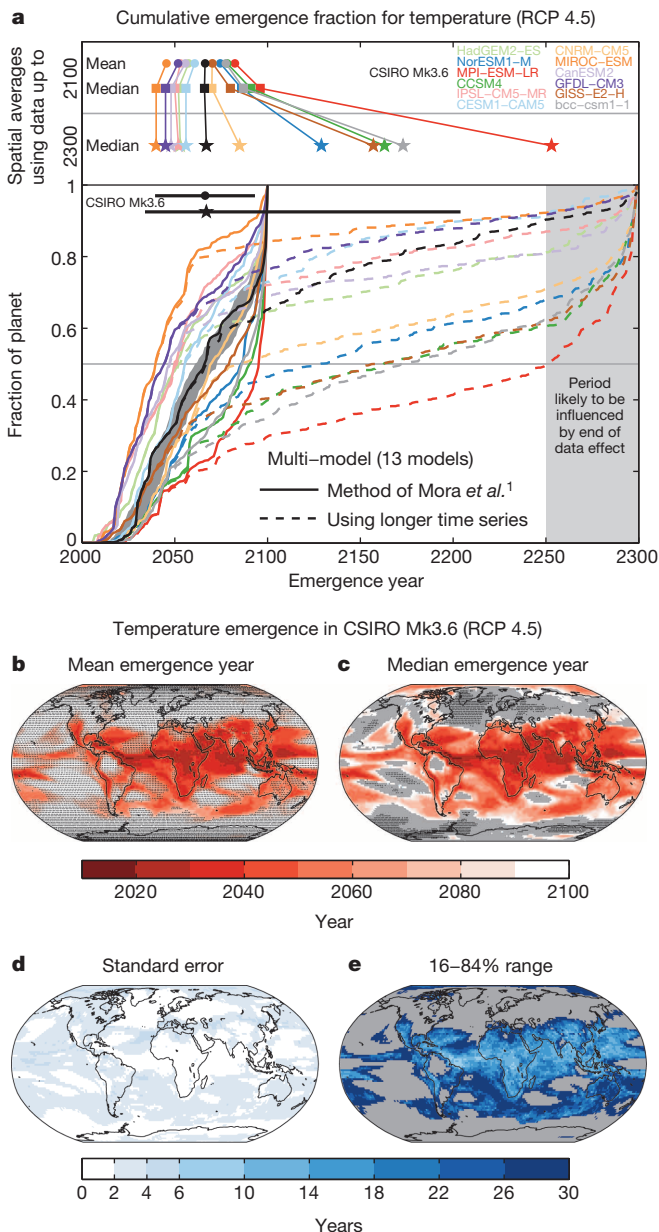 a Cumulative emergence fraction for temperature (RCP 4.5)
Spatial averages
using data up to
2100
2300
Mean
Median
Median
CSIRO Mk3.6
HadGEM2−ES
NorESM1−M
MPI−ESM−LR
CCSM4
IPSL−CM5−MR
CESM1−CAM5
CNRM−CM5
MIROC−ESM
CanESM2
GFDL−CM3
GISS−E2−H
bcc−csm1−1
Fraction of planet
1
0.8
0.6
0.4
0.2
0
CSIRO Mk3.6
Period
likely to be
influenced
by end of
data effect
Multi−model (13 models)
Method of Mora et al.1
Using longer time series
2000 2050 2100 2150 2200 2250 2300
Emergence year
Temperature emergence in CSIRO Mk3.6 (RCP 4.5)
b Mean emergence year
c Median emergence year
2020 2040 2060 2080 2100
Year
d Standard error
e 16–84% range
0 2 4 6 10 14 18 22 26 30
Years